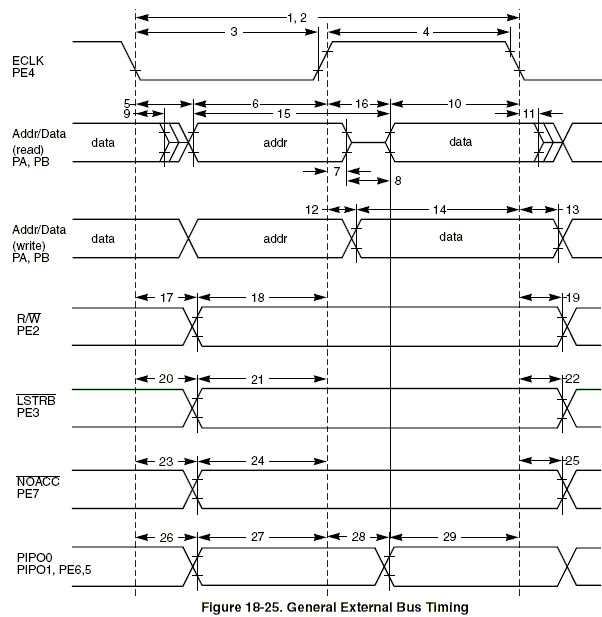 1, 2
3
4
ECLK
PE4
5
6
16
10
9
15
11
Addr/Data
(read)
PA, PB
data
addr
data
7
8
12
14
13
Addr/Data
(write)
PA, PB
data
addr
data
17
18
19
R/W
PE2
20
21
22
LSTRB
PE3
23
24
25
NOACC
PE7
26
27
28
29
PIPO0
PIPO1, PE6,5
Figure 18-25. General External Bus Timing